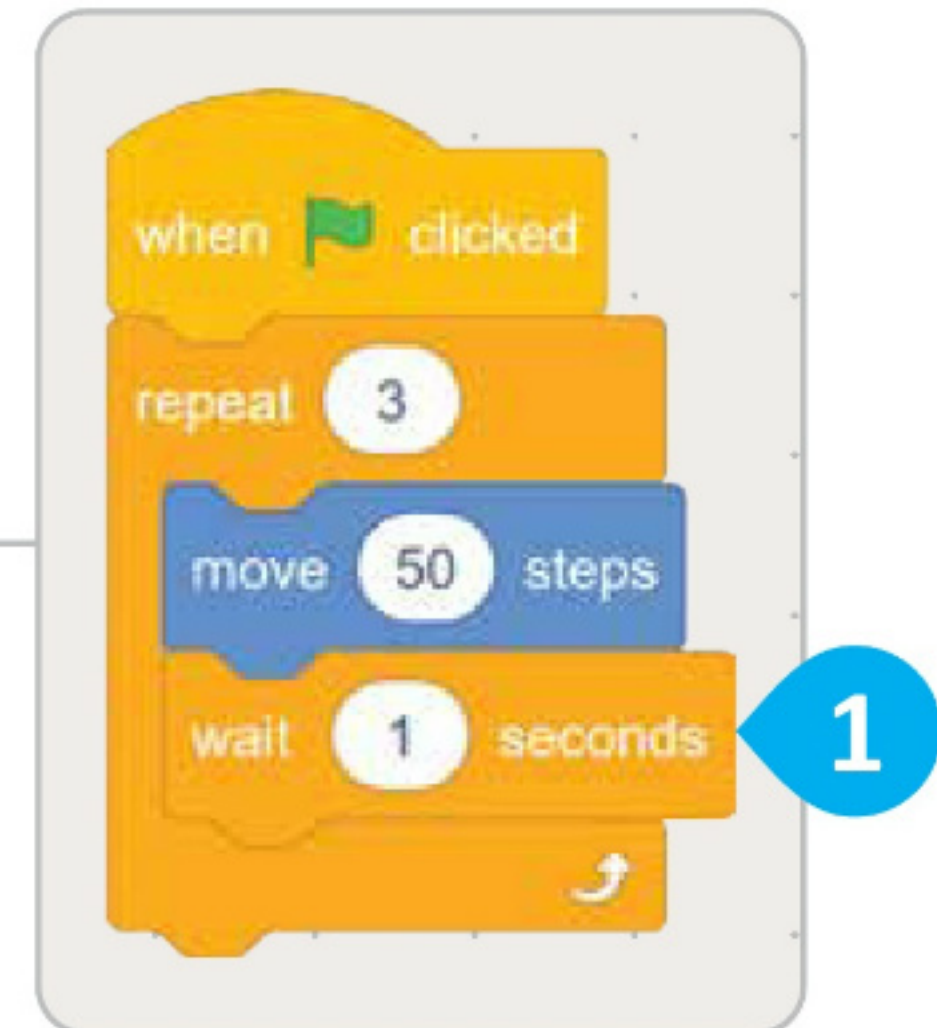 when clicked
repeat 3
move 50 steps
wait 1 seconds
1